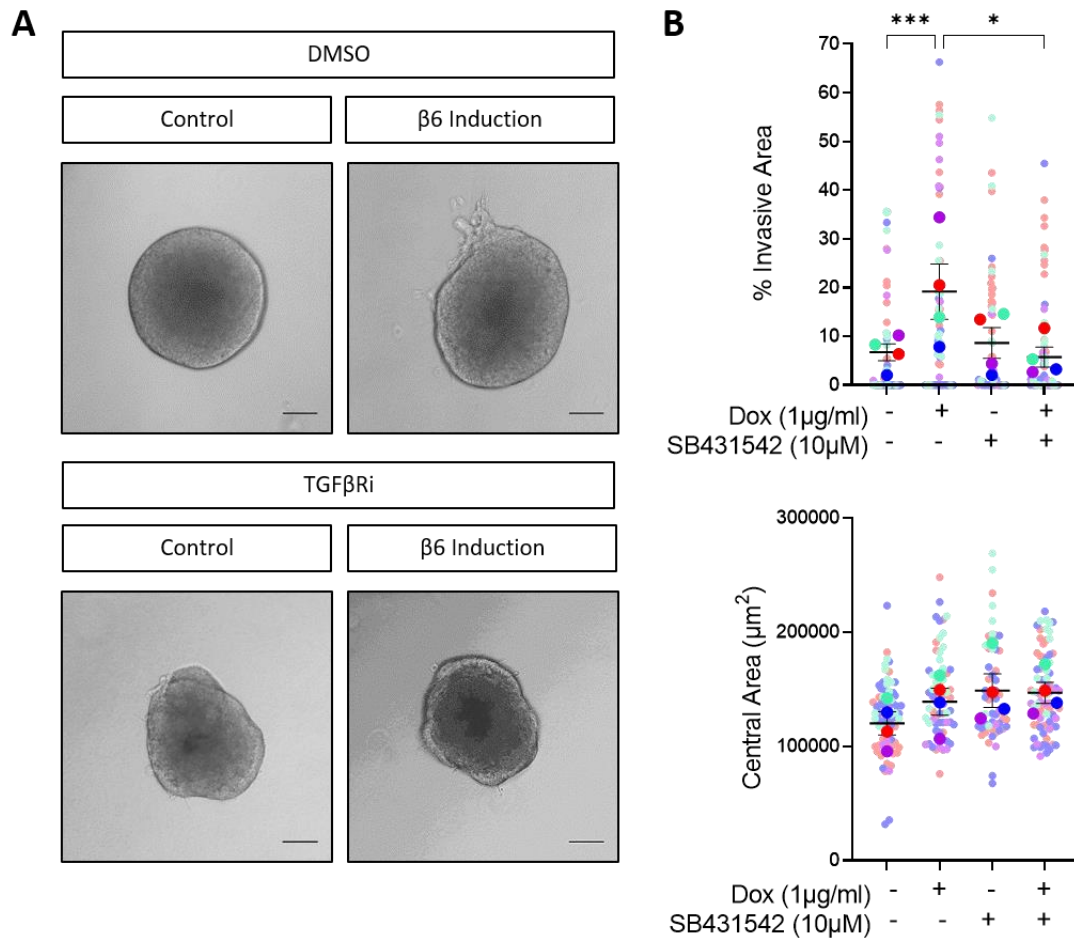 A
DMSO
Control
β6 Induction
TGFβRi
Control
β6 Induction
B
*** *
70
60
50
40
30
20
10
0
% Invasive Area
Dox (1µg/ml) - + - +
SB431542 (10µM) - - + +
300000
200000
100000
0
Central Area (µm²)
Dox (1µg/ml) - + - +
SB431542 (10µM) - - + +